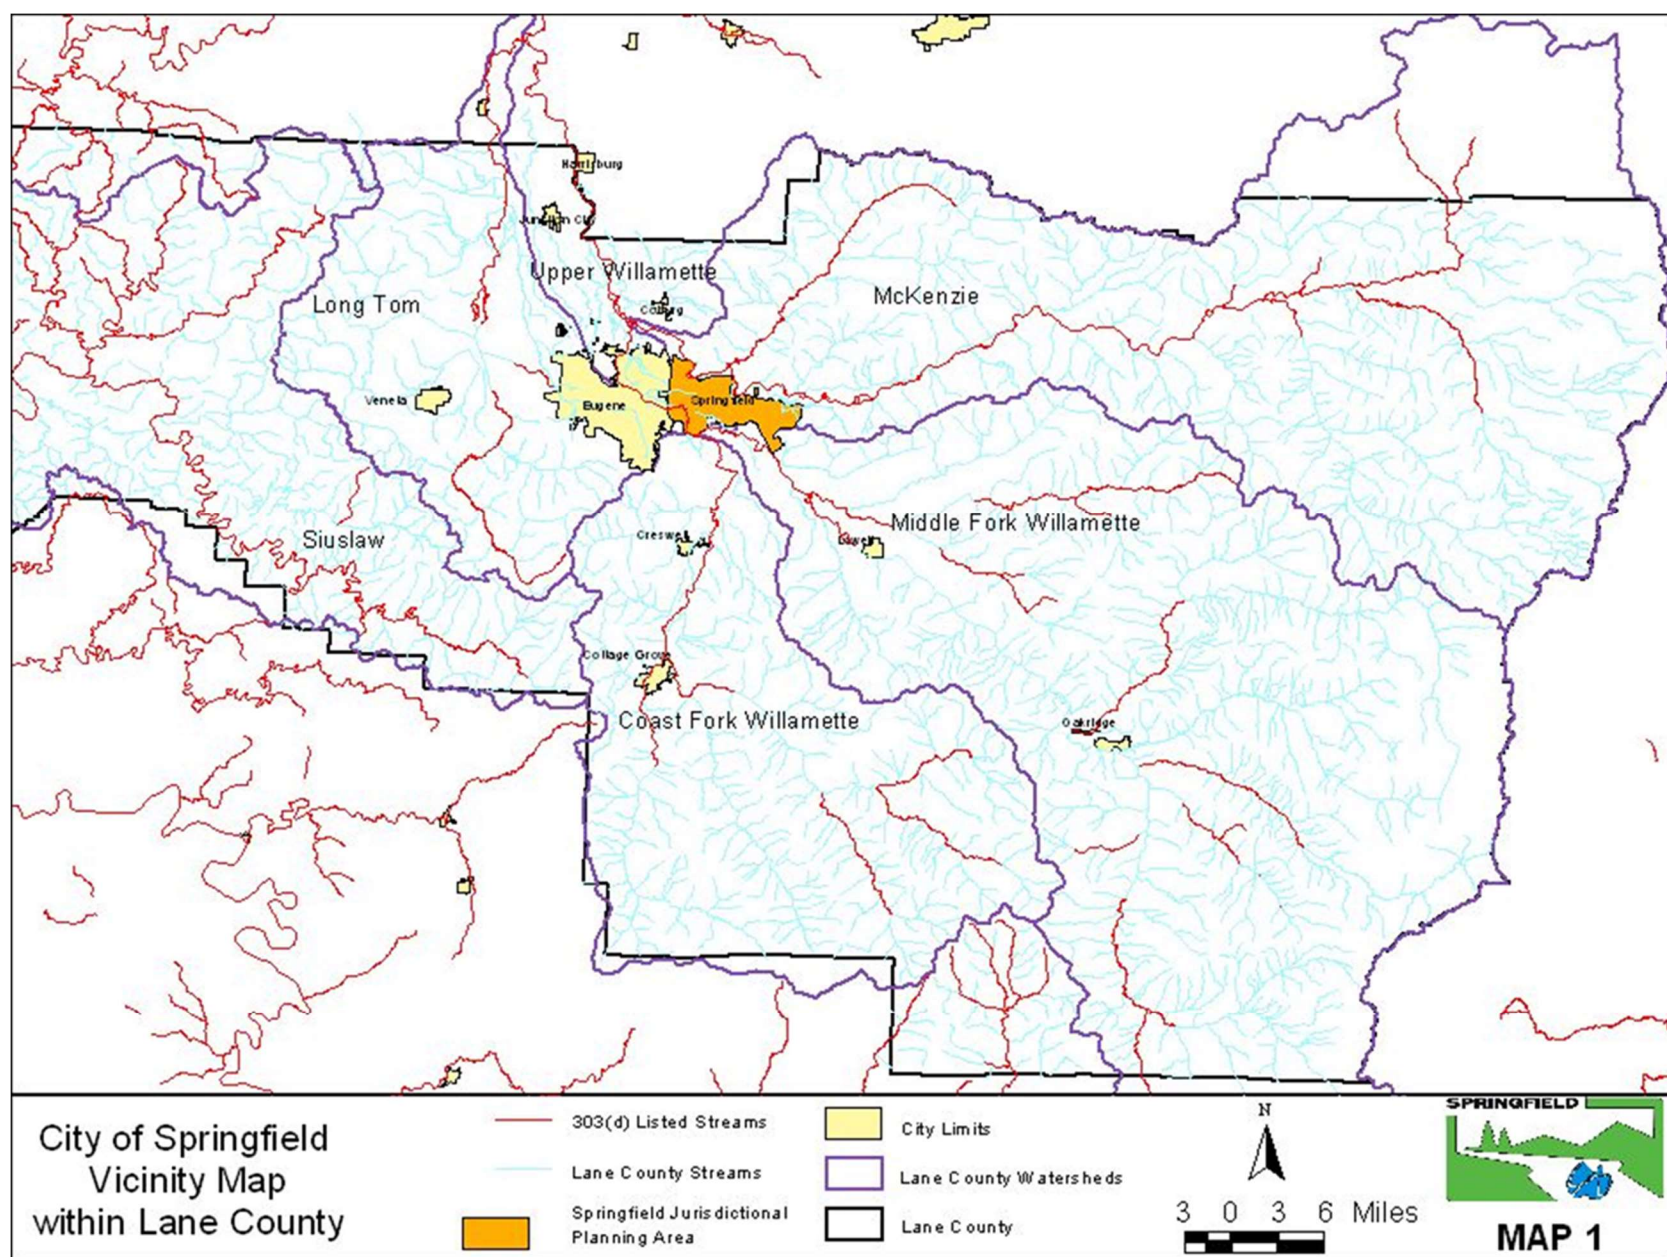 Harrisburg
Junction City
Upper Willamette
Long Tom
McKenzie
Coburg
Veneta
Eugene
Springfield
Middle Fork Willamette
Siuslaw
Creswell
Lowell
Cottage Grove
Coast Fork Willamette
Oakridge
City of Springfield
Vicinity Map
within Lane County
303(d) Listed Streams
Lane County Streams
Springfield Jurisdictional
Planning Area
City Limits
Lane County Watersheds
Lane County
N
3 0 3 6 Miles
SPRINGFIELD
MAP 1